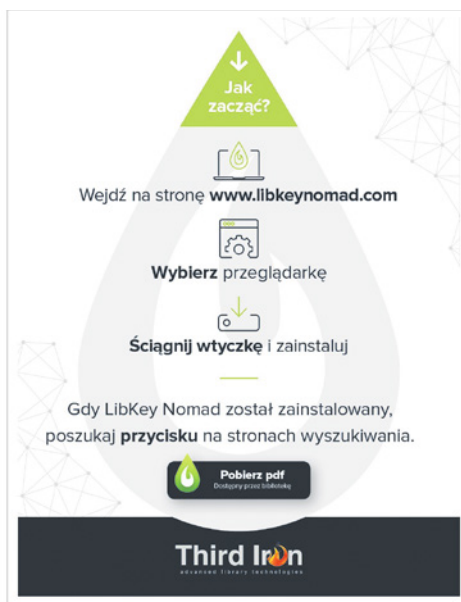 Jak
zacząć?
Wejdź na stronę www.libkeynomad.com
Wybierz przeglądarkę
Ściągnij wtyczkę i zainstaluj
Gdy LibKey Nomad został zainstalowany,
poszukaj przycisku na stronach wyszukiwania.
Pobierz pdf
Dostępny przez bibliotekę
Third Iron
advanced library technologies